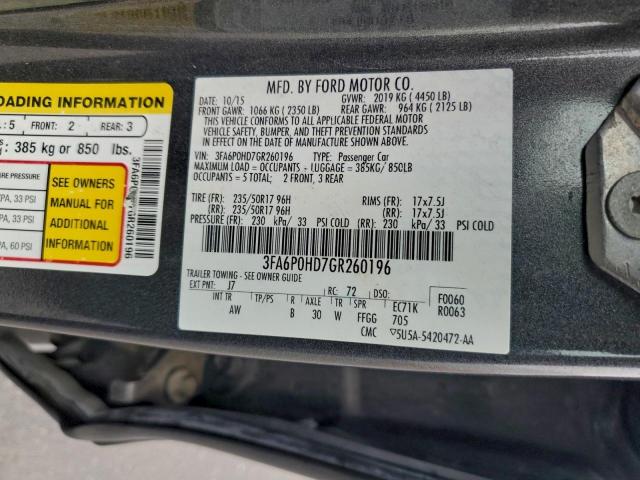 OADING INFORMATION
: 5 FRONT: 2 REAR: 3
385 kg or 850 lbs.
RE PRESSURE
PA, 33 PSI
PA, 33 PSI
PA, 60 PSI
SEE OWNERS
MANUAL FOR
ADDITIONAL
INFORMATION
MFD. BY FORD MOTOR CO.
DATE: 10/15 GVWR: 2019 KG ( 4450 LB)
FRONT GAWR: 1066 KG ( 2350 LB) REAR GAWR: 964 KG ( 2125 LB)
THIS VEHICLE CONFORMS TO ALL APPLICABLE FEDERAL MOTOR
VEHICLE SAFETY, BUMPER, AND THEFT PREVENTION STANDARDS
IN EFFECT ON THE DATE OF MANUFACTURE SHOWN ABOVE.
VIN: 3FA6P0HD7GR260196 TYPE: Passenger Car
MAXIMUM LOAD = OCCUPANTS + LUGGAGE = 385KG/850LB
OCCUPANTS = 5 TOTAL: 2 FRONT, 3 REAR
TIRE (FR): 235/50R17 96H RIMS (FR): 17x7.5J
(RR): 235/50R17 96H (RR): 17x7.5J
PRESSURE (FR): 230 kPa/ 33 PSI COLD (RR): 230 kPa/ 33 PSI COLD
3FA6P0HD7GR260196
TRAILER TOWING - SEE OWNER GUIDE
EXT PNT: J7 RC: 72 DSO: F0060
INT TR TP/PS R AXLE TR SPR EC71K R0063
AW B 30 W FFGG 705
CMC 5U5A-5420472-AA